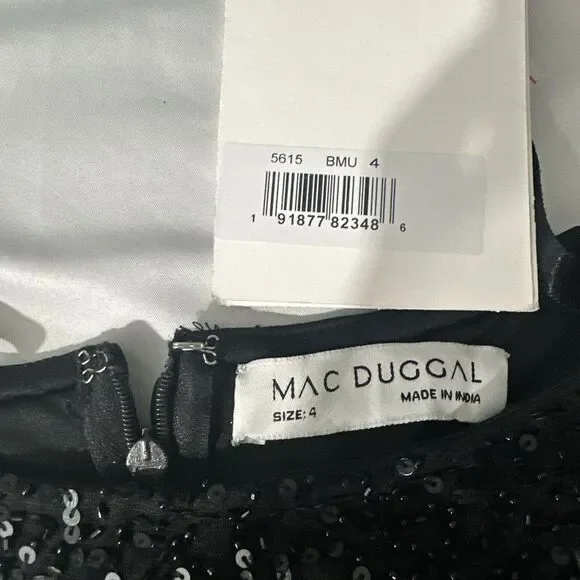 5615 BMU 4
1 91877 82348 6
MAC DUGGAL
MADE IN INDIA
SIZE: 4